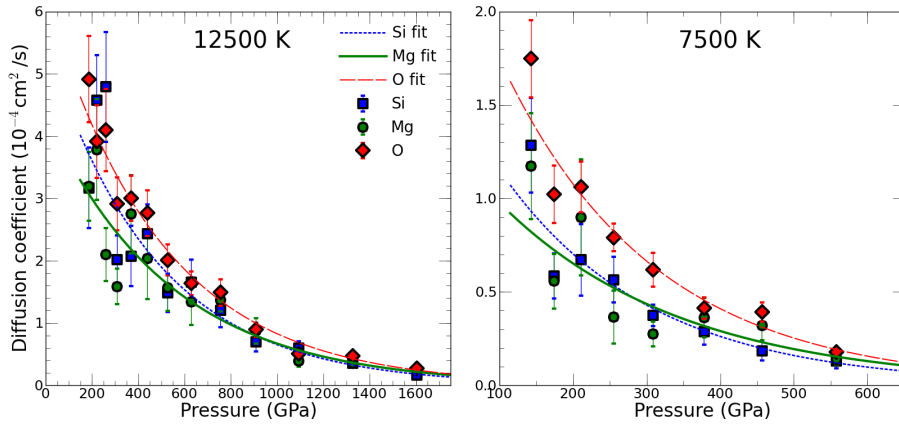 12500 K
7500 K
Si fit
Mg fit
O fit
Si
Mg
O
Diffusion coefficient (10⁻⁴ cm² /s)
6
5
4
3
2
1
0
0 200 400 600 800 1000 1200 1400 1600
Pressure (GPa)
2.0
1.5
1.0
0.5
0.0
100 200 300 400 500 600
Pressure (GPa)